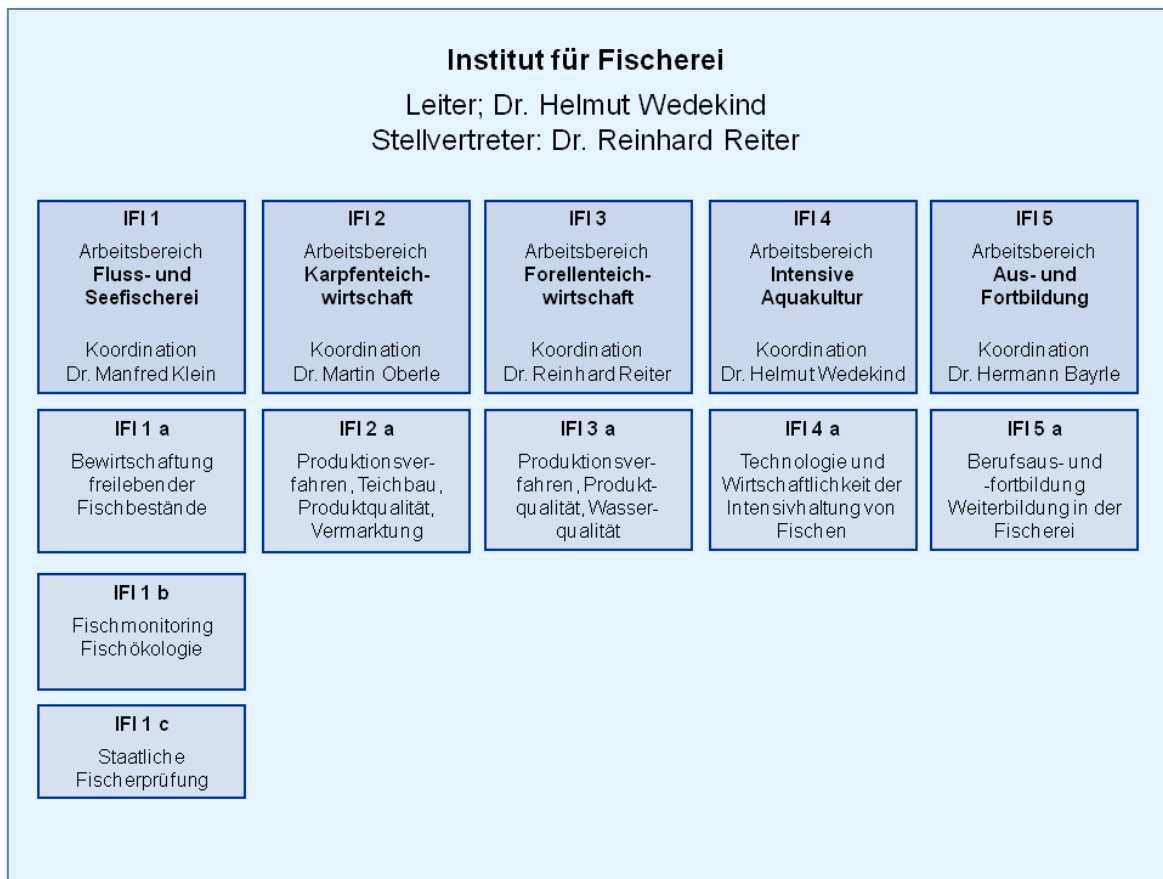 Institut für Fischerei
Leiter; Dr. Helmut Wedekind
Stellvertreter: Dr. Reinhard Reiter
IFI 1
Arbeitsbereich
Fluss- und
Seefischerei
Koordination
Dr. Manfred Klein
IFI 2
Arbeitsbereich
Karpfenteich-
wirtschaft
Koordination
Dr. Martin Oberle
IFI 3
Arbeitsbereich
Forellenteich-
wirtschaft
Koordination
Dr. Reinhard Reiter
IFI 4
Arbeitsbereich
Intensive
Aquakultur
Koordination
Dr. Helmut Wedekind
IFI 5
Arbeitsbereich
Aus- und
Fortbildung
Koordination
Dr. Hermann Bayrle
IFI 1 a
Bewirtschaftung
freilebender
Fischbestände
IFI 2 a
Produktionsver-
fahren, Teichbau,
Produktqualität,
Vermarktung
IFI 3 a
Produktionsver-
fahren, Produkt-
qualität, Wasser-
qualität
IFI 4 a
Technologie und
Wirtschaftlichkeit der
Intensivhaltung von
Fischen
IFI 5 a
Berufsaus- und
-fortbildung
Weiterbildung in der
Fischerei
IFI 1 b
Fischmonitoring
Fischökologie
IFI 1 c
Staatliche
Fischerprüfung